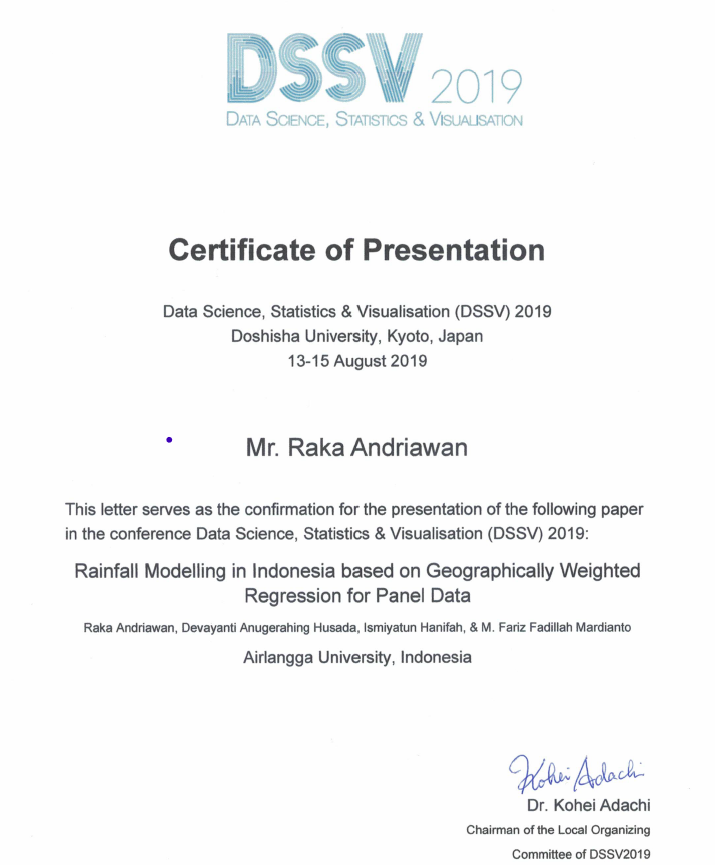 DSSV 2019
DATA SCIENCE, STATISTICS & VISUALISATION
Certificate of Presentation
Data Science, Statistics & Visualisation (DSSV) 2019
Doshisha University, Kyoto, Japan
13-15 August 2019
Mr. Raka Andriawan
This letter serves as the confirmation for the presentation of the following paper
in the conference Data Science, Statistics & Visualisation (DSSV) 2019:
Rainfall Modelling in Indonesia based on Geographically Weighted
Regression for Panel Data
Raka Andriawan, Devayanti Anugerahing Husada, Ismiyatun Hanifah, & M. Fariz Fadillah Mardianto
Airlangga University, Indonesia
Kohei Adachi
Dr. Kohei Adachi
Chairman of the Local Organizing
Committee of DSSV2019